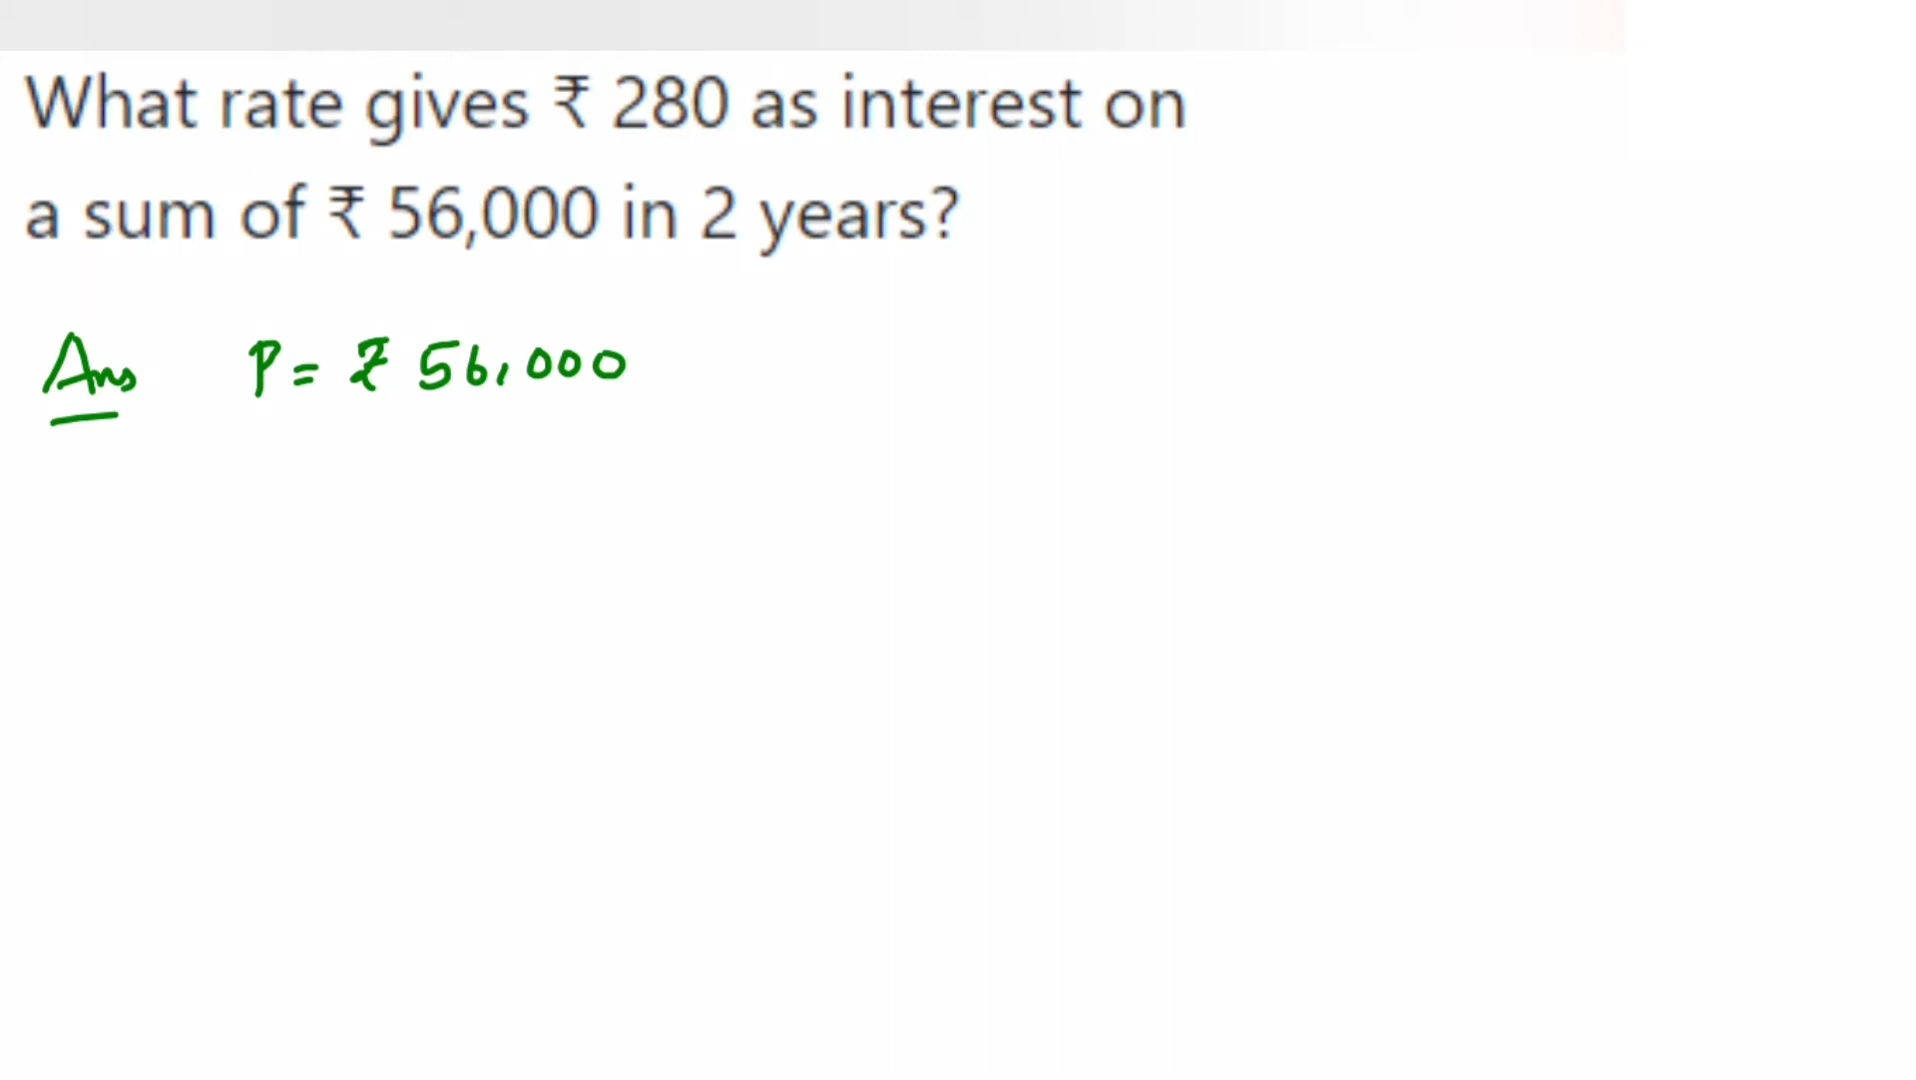 What rate gives ₹ 280 as interest on
a sum of ₹ 56,000 in 2 years?
Ans P = ₹ 56,000